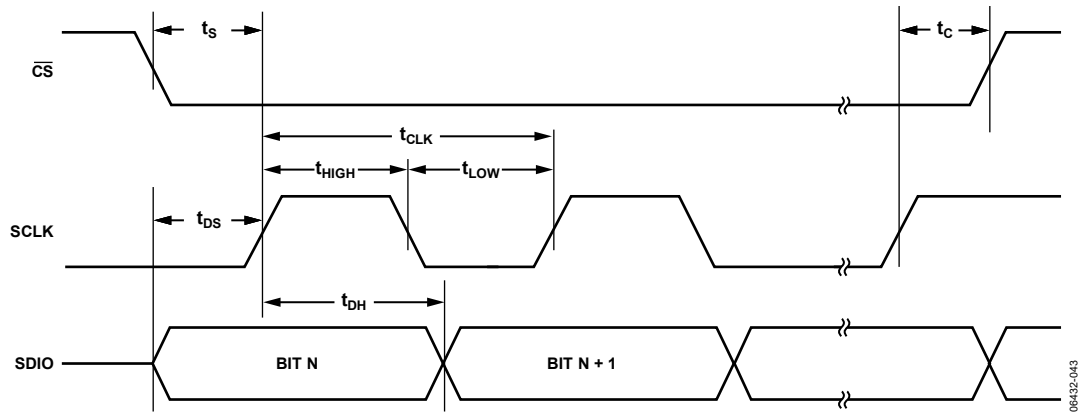 tS
tC
CS
tCLK
tHIGH
tLOW
tDS
SCLK
tDH
SDIO
BIT N
BIT N + 1
06432-043